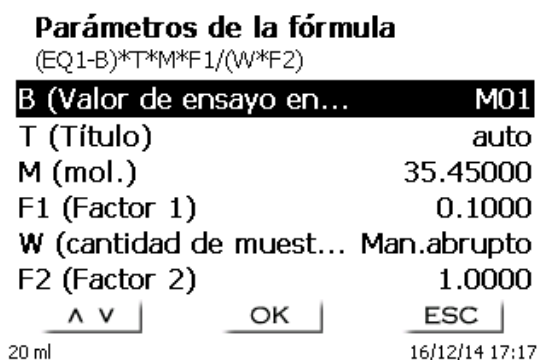 Parámetros de la fórmula
(EQ1-B)*T*M*F1/(W*F2)
B (Valor de ensayo en... M01
T (Título) auto
M (mol.) 35.45000
F1 (Factor 1) 0.1000
W (cantidad de muest... Man.abrupto
F2 (Factor 2) 1.0000
∧ ∨ OK ESC
20 ml 16/12/14 17:17